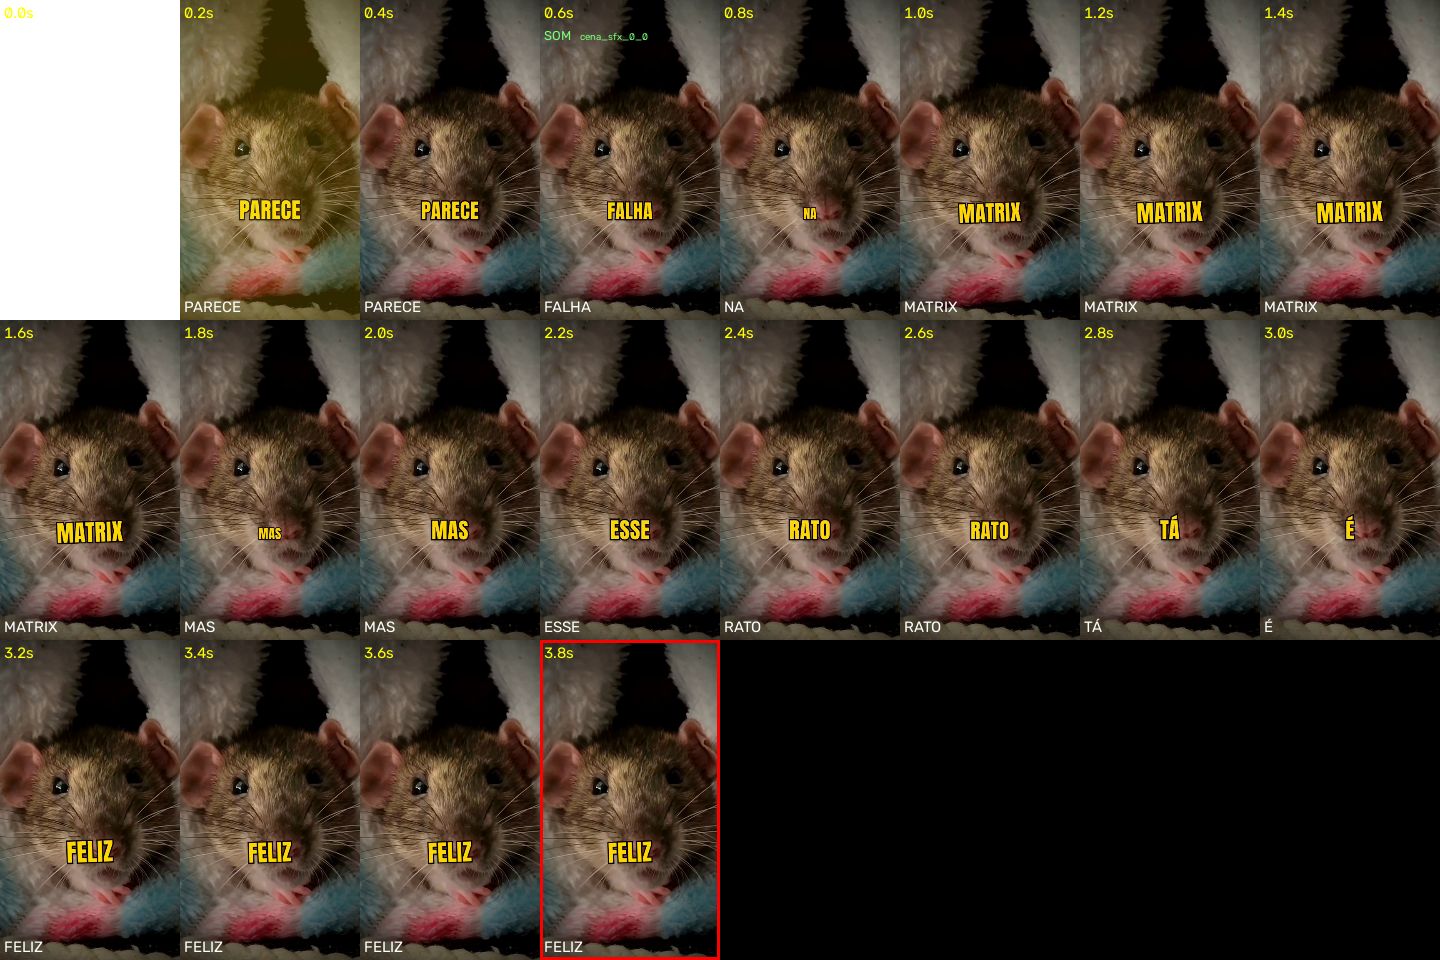 0.0s
0.2s
0.4s
0.6s
0.8s
1.0s
1.2s
1.4s
SOM cena_sfx_0_0
PARECE
PARECE
FALHA
NA
MATRIX
MATRIX
MATRIX
PARECE
PARECE
FALHA
NA
MATRIX
MATRIX
MATRIX
1.6s
1.8s
2.0s
2.2s
2.4s
2.6s
2.8s
3.0s
MATRIX
MAS
MAS
ESSE
RATO
RATO
TÁ
É
MATRIX
MAS
MAS
ESSE
RATO
RATO
TÁ
É
3.2s
3.4s
3.6s
3.8s
FELIZ
FELIZ
FELIZ
FELIZ
FELIZ
FELIZ
FELIZ
FELIZ